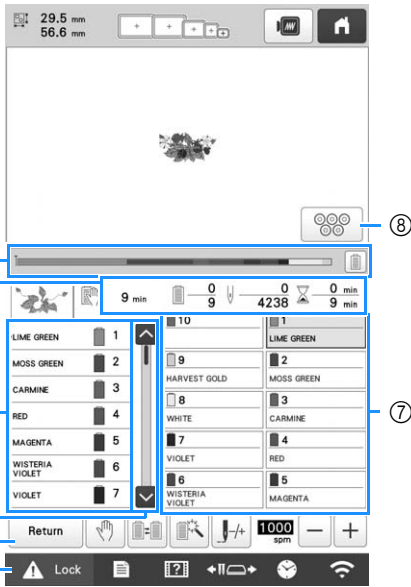 29.5 mm
56.6 mm
⑧
9 min
0
9
0
4238
0 min
9 min
LIME GREEN 1
MOSS GREEN 2
CARMINE 3
RED 4
MAGENTA 5
WISTERIA
VIOLET 6
VIOLET 7
10
1
LIME GREEN
9
HARVEST GOLD
2
MOSS GREEN
8
WHITE
3
CARMINE
⑦
7
VIOLET
4
RED
6
WISTERIA
VIOLET
5
MAGENTA
Return
-/+
1000
spm
− +
Lock
?